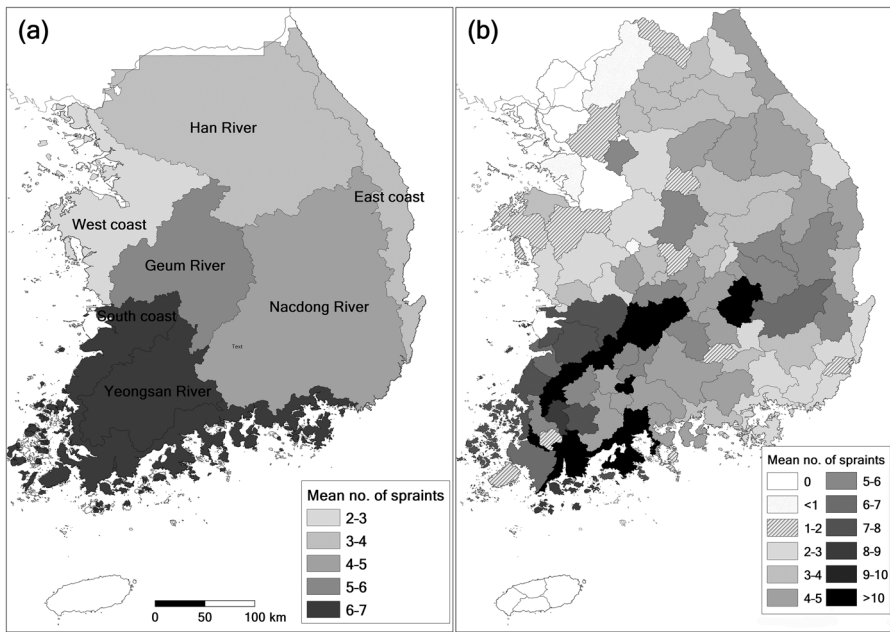 (a)
Han River
East coast
West coast
Geum River
Nacdong River
South coast
Text
Yeongsan River
Mean no. of spraints
2-3
3-4
4-5
5-6
6-7
0 50 100 km
(b)
Mean no. of spraints
0
<1
1-2
2-3
3-4
4-5
5-6
6-7
7-8
8-9
9-10
>10